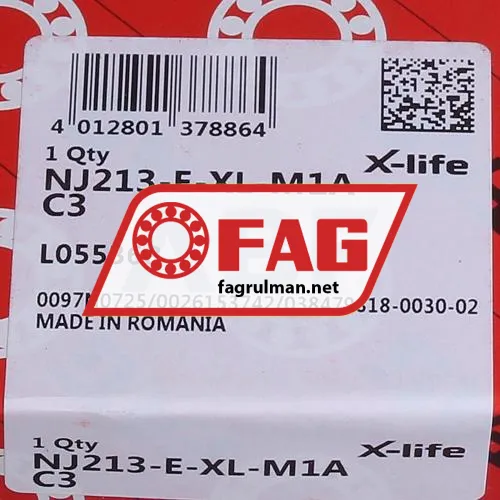 4 012801 378864
1 Qty
X-life
NJ213-E-XL-M1A
C3
FAG
fagrulman.net
MADE IN ROMANIA
1 Qty
X-life
NJ213-E-XL-M1A
C3